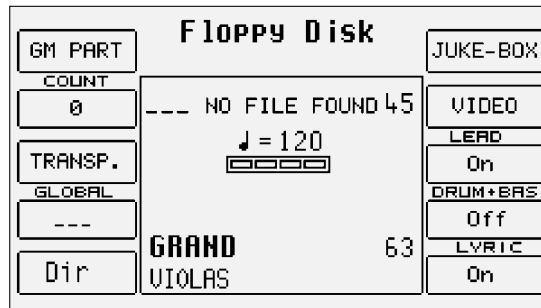 Floppy Disk
GM PART
JUKE-BOX
COUNT
0
___ NO FILE FOUND 45
VIDEO
♩=120
LEAD
On
TRANSP.
GLOBAL
---
DRUM+BAS
Off
GRAND 63
LYRIC
On
Dir
VIOLAS